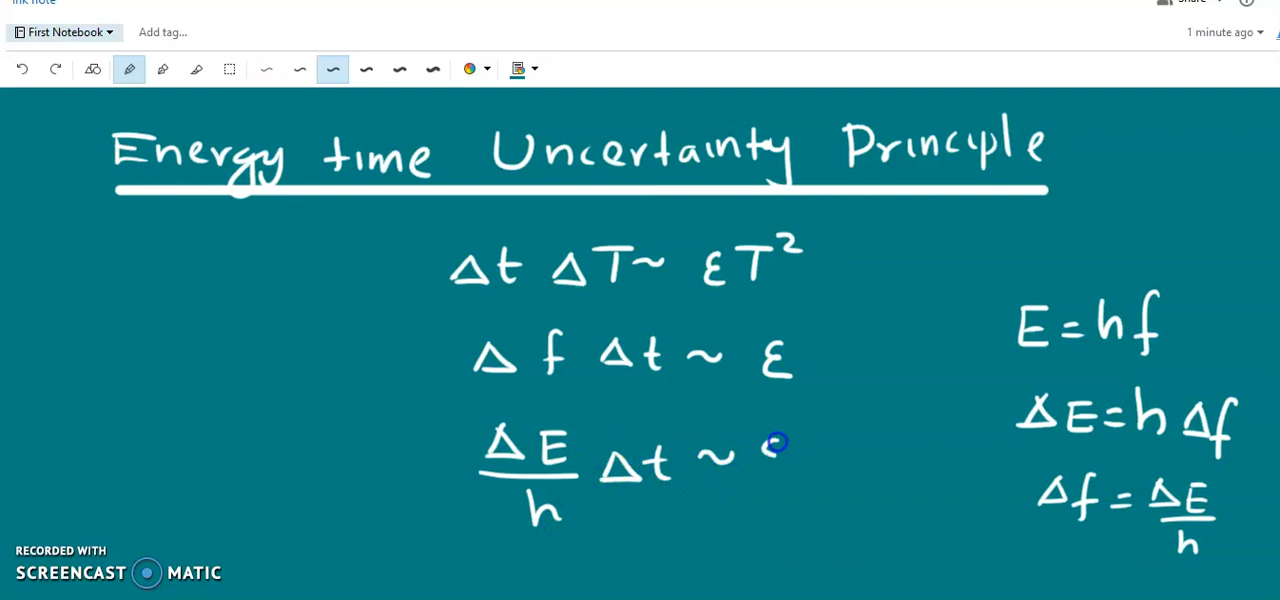 Ink note
Share
First Notebook
Add tag...
1 minute ago
Energy time Uncertainty Principle
Δt ΔT ~ εT²
Δf Δt ~ ε
ΔE/h Δt ~ ε
E = hf
ΔE = hΔf
Δf = ΔE/h
RECORDED WITH
SCREENCAST MATIC